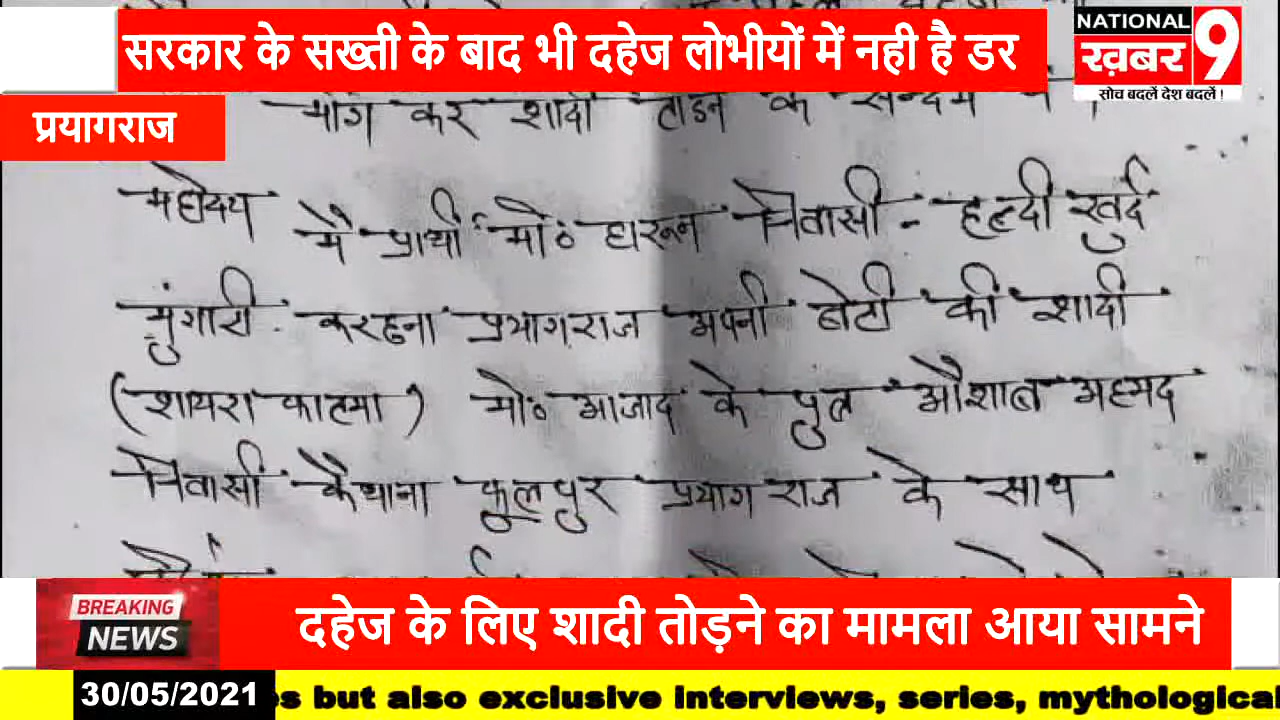 सरकार के सख्ती के बाद भी दहेज लोभीयों में नही है डर
NATIONAL
ख़बर 9
सोच बदलें देश बदलें !
प्रयागराज
मांग कर शादी तोडने के सन्दर्भ में
महोदय
मै प्रार्थी मो० हारून निवासी - हल्दी खुर्द
मुंगारी करछना प्रयागराज अपनी बेटी की शादी
(शायरा फात्मा) मो० आजाद के पुत्र औशाब अहमद
निवासी कैथाना फूलपुर प्रयागराज के साथ
BREAKING
NEWS
दहेज के लिए शादी तोड़ने का मामला आया सामने
30/05/2021
s but also exclusive interviews, series, mythological